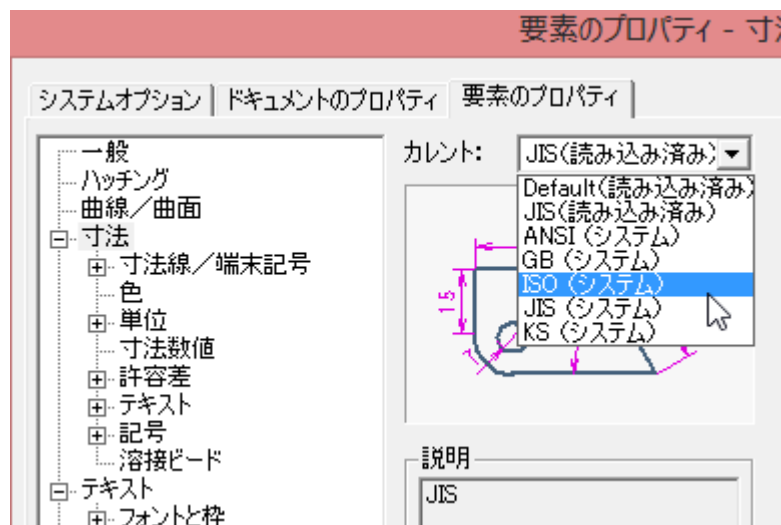 要素のプロパティ - 寸
システムオプション ドキュメントのプロパティ 要素のプロパティ
一般
ハッチング
曲線／曲面
寸法
寸法線／端末記号
色
単位
寸法数値
許容差
テキスト
記号
溶接ビード
テキスト
フォントと枠
カレント:
JIS(読み込み済み)
Default(読み込み済み)
JIS(読み込み済み)
ANSI (システム)
GB (システム)
ISO (システム)
JIS (システム)
KS (システム)
15
説明
JIS